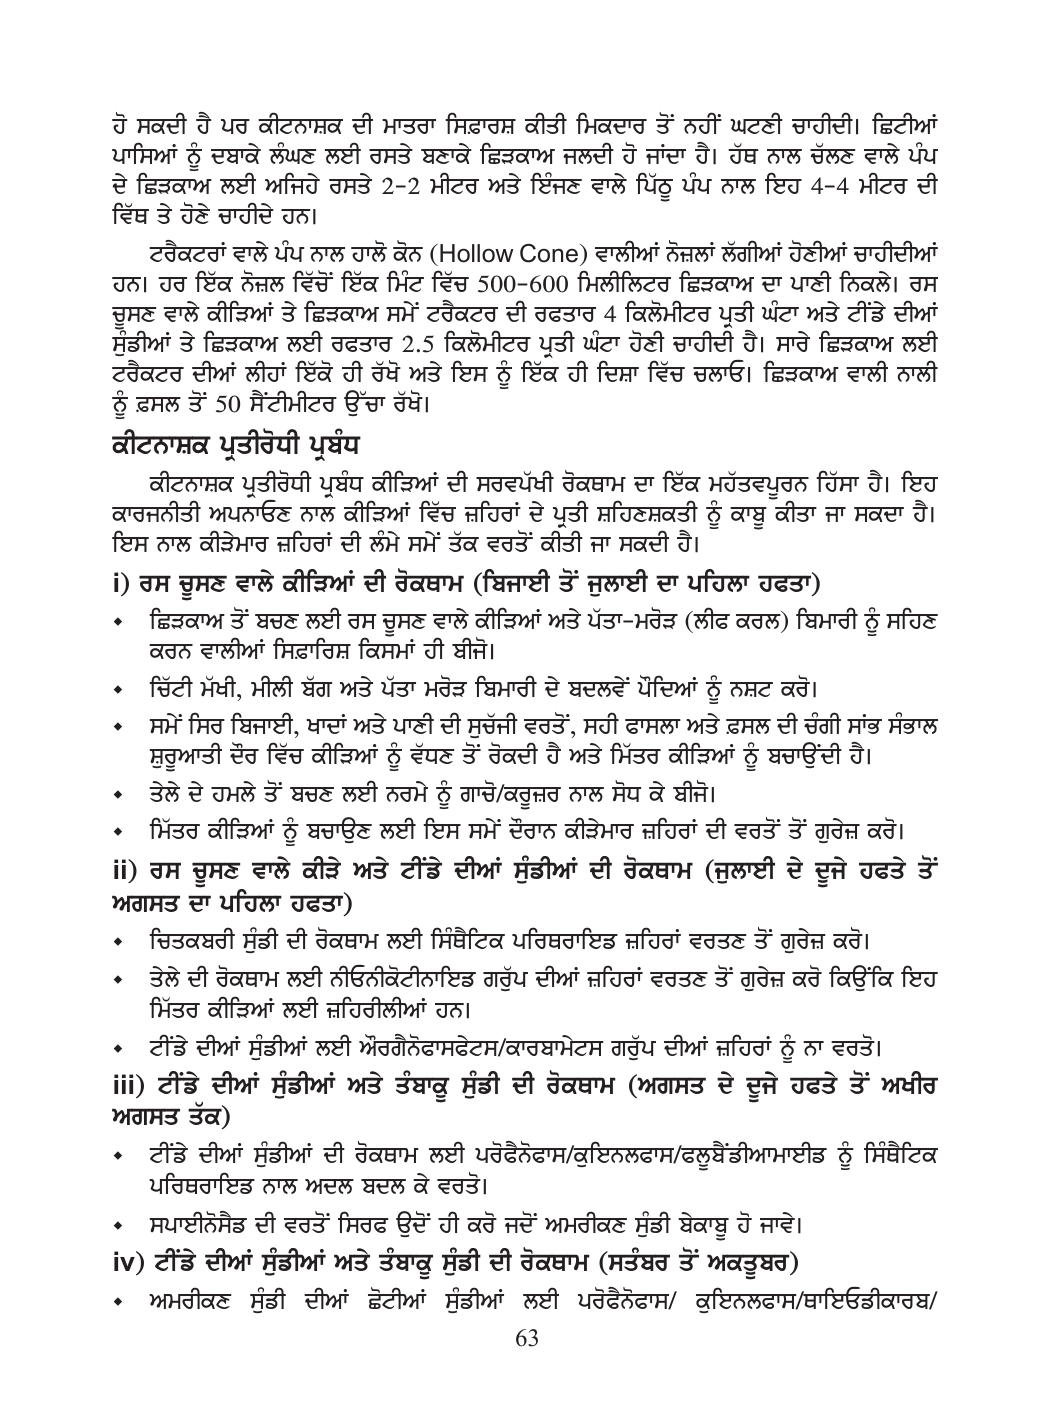 ਹੋ ਸਕਦੀ ਹੈ ਪਰ ਕੀਟਨਾਸ਼ਕ ਦੀ ਮਾਤਰਾ ਸਿਫ਼ਾਰਸ਼ ਕੀਤੀ ਮਿਕਦਾਰ ਤੋਂ ਨਹੀਂ ਘਟਣੀ ਚਾਹੀਦੀ। ਛਿਟੀਆਂ
ਪਾਸਿਆਂ ਨੂੰ ਦਬਾਕੇ ਲੰਘਣ ਲਈ ਰਸਤੇ ਬਣਾਕੇ ਛਿੜਕਾਅ ਜਲਦੀ ਹੋ ਜਾਂਦਾ ਹੈ। ਹੱਥ ਨਾਲ ਚੱਲਣ ਵਾਲੇ ਪੰਪ
ਦੇ ਛਿੜਕਾਅ ਲਈ ਅਜਿਹੇ ਰਸਤੇ 2-2 ਮੀਟਰ ਅਤੇ ਇੰਜਣ ਵਾਲੇ ਪਿੱਠੂ ਪੰਪ ਨਾਲ ਇਹ 4-4 ਮੀਟਰ ਦੀ
ਵਿੱਥ ਤੇ ਹੋਣੇ ਚਾਹੀਦੇ ਹਨ।
ਟਰੈਕਟਰਾਂ ਵਾਲੇ ਪੰਪ ਨਾਲ ਹਾਲੋ ਕੋਨ (Hollow Cone) ਵਾਲੀਆਂ ਨੋਜ਼ਲਾਂ ਲੱਗੀਆਂ ਹੋਣੀਆਂ ਚਾਹੀਦੀਆਂ
ਹਨ। ਹਰ ਇੱਕ ਨੋਜ਼ਲ ਵਿੱਚੋਂ ਇੱਕ ਮਿੰਟ ਵਿੱਚ 500-600 ਮਿਲੀਲਿਟਰ ਛਿੜਕਾਅ ਦਾ ਪਾਣੀ ਨਿਕਲੇ। ਰਸ
ਚੂਸਣ ਵਾਲੇ ਕੀੜਿਆਂ ਤੇ ਛਿੜਕਾਅ ਸਮੇਂ ਟਰੈਕਟਰ ਦੀ ਰਫਤਾਰ 4 ਕਿਲੋਮੀਟਰ ਪ੍ਰਤੀ ਘੰਟਾ ਅਤੇ ਟੀਂਡੇ ਦੀਆਂ
ਸੁੰਡੀਆਂ ਤੇ ਛਿੜਕਾਅ ਲਈ ਰਫਤਾਰ 2.5 ਕਿਲੋਮੀਟਰ ਪ੍ਰਤੀ ਘੰਟਾ ਹੋਣੀ ਚਾਹੀਦੀ ਹੈ। ਸਾਰੇ ਛਿੜਕਾਅ ਲਈ
ਟਰੈਕਟਰ ਦੀਆਂ ਲੀਹਾਂ ਇੱਕੋ ਹੀ ਰੱਖੋ ਅਤੇ ਇਸ ਨੂੰ ਇੱਕ ਹੀ ਦਿਸ਼ਾ ਵਿੱਚ ਚਲਾਓ। ਛਿੜਕਾਅ ਵਾਲੀ ਨਾਲੀ
ਨੂੰ ਫ਼ਸਲ ਤੋਂ 50 ਸੈਂਟੀਮੀਟਰ ਉੱਚਾ ਰੱਖੋ।
ਕੀਟਨਾਸ਼ਕ ਪ੍ਰਤੀਰੋਧੀ ਪ੍ਰਬੰਧ
ਕੀਟਨਾਸ਼ਕ ਪ੍ਰਤੀਰੋਧੀ ਪ੍ਰਬੰਧ ਕੀੜਿਆਂ ਦੀ ਸਰਵਪੱਖੀ ਰੋਕਥਾਮ ਦਾ ਇੱਕ ਮਹੱਤਵਪੂਰਨ ਹਿੱਸਾ ਹੈ। ਇਹ
ਕਾਰਜਨੀਤੀ ਅਪਨਾਓਣ ਨਾਲ ਕੀੜਿਆਂ ਵਿੱਚ ਜ਼ਹਿਰਾਂ ਦੇ ਪ੍ਰਤੀ ਸ਼ਹਿਣਸ਼ਕਤੀ ਨੂੰ ਕਾਬੂ ਕੀਤਾ ਜਾ ਸਕਦਾ ਹੈ।
ਇਸ ਨਾਲ ਕੀੜੇਮਾਰ ਜ਼ਹਿਰਾਂ ਦੀ ਲੰਮੇ ਸਮੇਂ ਤੱਕ ਵਰਤੋਂ ਕੀਤੀ ਜਾ ਸਕਦੀ ਹੈ।
i) ਰਸ ਚੂਸਣ ਵਾਲੇ ਕੀੜਿਆਂ ਦੀ ਰੋਕਥਾਮ (ਬਿਜਾਈ ਤੋਂ ਜੁਲਾਈ ਦਾ ਪਹਿਲਾ ਹਫਤਾ)
⬥ ਛਿੜਕਾਅ ਤੋਂ ਬਚਣ ਲਈ ਰਸ ਚੂਸਣ ਵਾਲੇ ਕੀੜਿਆਂ ਅਤੇ ਪੱਤਾ-ਮਰੋੜ (ਲੀਫ ਕਰਲ) ਬਿਮਾਰੀ ਨੂੰ ਸਹਿਣ
ਕਰਨ ਵਾਲੀਆਂ ਸਿਫ਼ਾਰਿਸ਼ ਕਿਸਮਾਂ ਹੀ ਬੀਜੋ।
⬥ ਚਿੱਟੀ ਮੱਖੀ, ਮੀਲੀ ਬੱਗ ਅਤੇ ਪੱਤਾ ਮਰੋੜ ਬਿਮਾਰੀ ਦੇ ਬਦਲਵੇਂ ਪੌਦਿਆਂ ਨੂੰ ਨਸ਼ਟ ਕਰੋ।
⬥ ਸਮੇਂ ਸਿਰ ਬਿਜਾਈ, ਖਾਦਾਂ ਅਤੇ ਪਾਣੀ ਦੀ ਸੁਚੱਜੀ ਵਰਤੋਂ, ਸਹੀ ਫਾਸਲਾ ਅਤੇ ਫ਼ਸਲ ਦੀ ਚੰਗੀ ਸਾਂਭ ਸੰਭਾਲ
ਸ਼ੁਰੂਆਤੀ ਦੌਰ ਵਿੱਚ ਕੀੜਿਆਂ ਨੂੰ ਵੱਧਣ ਤੋਂ ਰੋਕਦੀ ਹੈ ਅਤੇ ਮਿੱਤਰ ਕੀੜਿਆਂ ਨੂੰ ਬਚਾਉਂਦੀ ਹੈ।
⬥ ਤੇਲੇ ਦੇ ਹਮਲੇ ਤੋਂ ਬਚਣ ਲਈ ਨਰਮੇ ਨੂੰ ਗਾਚੋ/ਕਰੂਜ਼ਰ ਨਾਲ ਸੋਧ ਕੇ ਬੀਜੋ।
⬥ ਮਿੱਤਰ ਕੀੜਿਆਂ ਨੂੰ ਬਚਾਉਣ ਲਈ ਇਸ ਸਮੇਂ ਦੌਰਾਨ ਕੀੜੇਮਾਰ ਜ਼ਹਿਰਾਂ ਦੀ ਵਰਤੋਂ ਤੋਂ ਗੁਰੇਜ਼ ਕਰੋ।
ii) ਰਸ ਚੂਸਣ ਵਾਲੇ ਕੀੜੇ ਅਤੇ ਟੀਂਡੇ ਦੀਆਂ ਸੁੰਡੀਆਂ ਦੀ ਰੋਕਥਾਮ (ਜੁਲਾਈ ਦੇ ਦੂਜੇ ਹਫਤੇ ਤੋਂ
ਅਗਸਤ ਦਾ ਪਹਿਲਾ ਹਫਤਾ)
⬥ ਚਿਤਕਬਰੀ ਸੁੰਡੀ ਦੀ ਰੋਕਥਾਮ ਲਈ ਸਿੰਥੈਟਿਕ ਪਰਿਥਰਾਇਡ ਜ਼ਹਿਰਾਂ ਵਰਤਣ ਤੋਂ ਗੁਰੇਜ਼ ਕਰੋ।
⬥ ਤੇਲੇ ਦੀ ਰੋਕਥਾਮ ਲਈ ਨੀਓਨੀਕੋਟੀਨਾਇਡ ਗਰੁੱਪ ਦੀਆਂ ਜ਼ਹਿਰਾਂ ਵਰਤਣ ਤੋਂ ਗੁਰੇਜ਼ ਕਰੋ ਕਿਉਂਕਿ ਇਹ
ਮਿੱਤਰ ਕੀੜਿਆਂ ਲਈ ਜ਼ਹਿਰੀਲੀਆਂ ਹਨ।
⬥ ਟੀਂਡੇ ਦੀਆਂ ਸੁੰਡੀਆਂ ਲਈ ਔਰਗੈਨੋਫਾਸਫੇਟਸ/ਕਾਰਬਾਮੇਟਸ ਗਰੁੱਪ ਦੀਆਂ ਜ਼ਹਿਰਾਂ ਨੂੰ ਨਾ ਵਰਤੋ।
iii) ਟੀਂਡੇ ਦੀਆਂ ਸੁੰਡੀਆਂ ਅਤੇ ਤੰਬਾਕੂ ਸੁੰਡੀ ਦੀ ਰੋਕਥਾਮ (ਅਗਸਤ ਦੇ ਦੂਜੇ ਹਫਤੇ ਤੋਂ ਅਖੀਰ
ਅਗਸਤ ਤੱਕ)
⬥ ਟੀਂਡੇ ਦੀਆਂ ਸੁੰਡੀਆਂ ਦੀ ਰੋਕਥਾਮ ਲਈ ਪਰੋਫੈਨੋਫਾਸ/ਕੁਇਨਲਫਾਸ/ਫਲੂਬੈਂਡੀਆਮਾਈਡ ਨੂੰ ਸਿੰਥੈਟਿਕ
ਪਰਿਥਰਾਇਡ ਨਾਲ ਅਦਲ ਬਦਲ ਕੇ ਵਰਤੋ।
⬥ ਸਪਾਈਨੋਸੈਡ ਦੀ ਵਰਤੋਂ ਸਿਰਫ ਉਦੋਂ ਹੀ ਕਰੋ ਜਦੋਂ ਅਮਰੀਕਣ ਸੁੰਡੀ ਬੇਕਾਬੂ ਹੋ ਜਾਵੇ।
iv) ਟੀਂਡੇ ਦੀਆਂ ਸੁੰਡੀਆਂ ਅਤੇ ਤੰਬਾਕੂ ਸੁੰਡੀ ਦੀ ਰੋਕਥਾਮ (ਸਤੰਬਰ ਤੋਂ ਅਕਤੂਬਰ)
⬥ ਅਮਰੀਕਣ ਸੁੰਡੀ ਦੀਆਂ ਛੋਟੀਆਂ ਸੁੰਡੀਆਂ ਲਈ ਪਰੋਫੈਨੋਫਾਸ/ ਕੁਇਨਲਫਾਸ/ਥਾਇਓਡੀਕਾਰਬ/
63